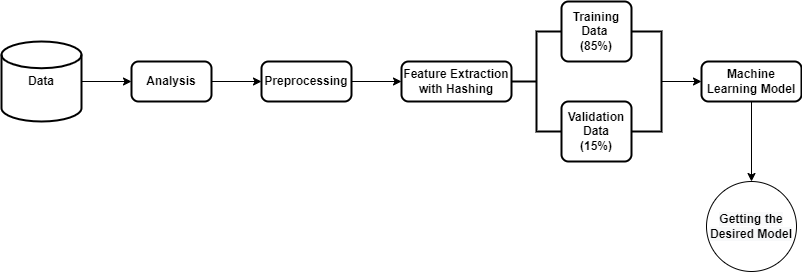 Data
Analysis
Preprocessing
Feature Extraction
with Hashing
Training
Data
(85%)
Validation
Data
(15%)
Machine
Learning Model
Getting the
Desired Model